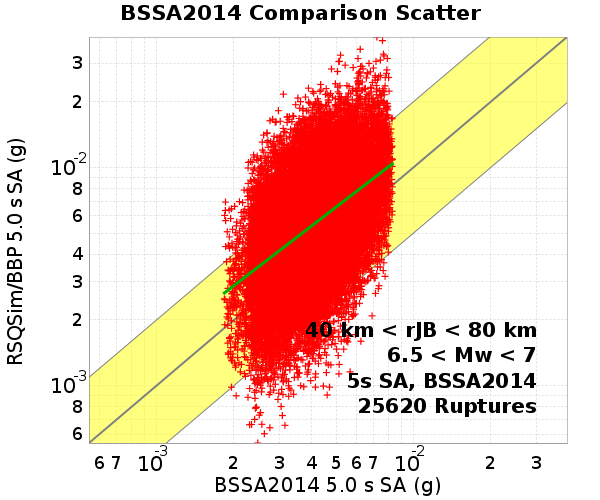 BSSA2014 Comparison Scatter
RSQSim/BBP 5.0 s SA (g)
3
2
10-2
8
6
4
3
2
10-3
8
6
40 km < rJB < 80 km
6.5 < Mw < 7
5s SA, BSSA2014
25620 Ruptures
6 7 10-3 2 3 4 5 6 7 10-2 2 3
BSSA2014 5.0 s SA (g)